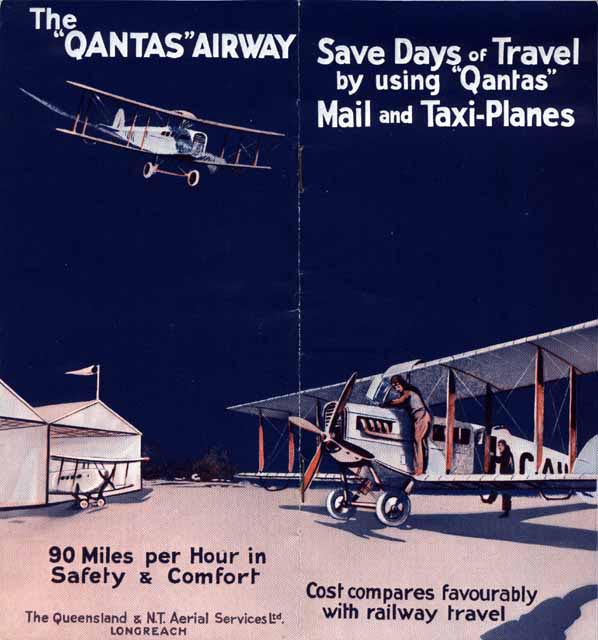 The
"QANTAS" AIRWAY
90 Miles per Hour in
Safety & Comfort
The Queensland & N.T. Aerial Services Ltd.
LONGREACH
Save Days of Travel
by using "Qantas"
Mail and Taxi-Planes
Cost compares favourably
with railway travel